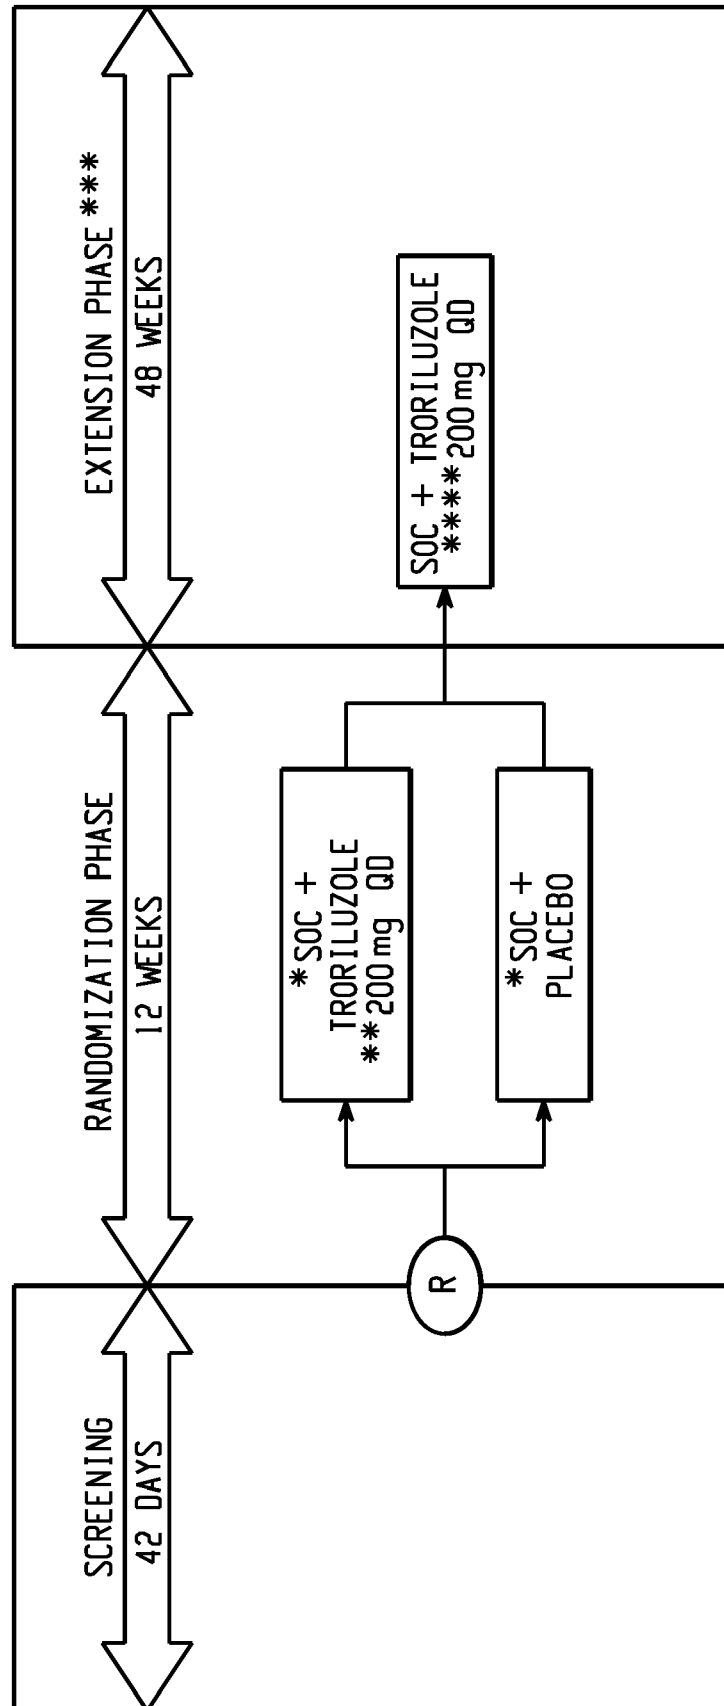 SCREENING
42 DAYS
RANDOMIZATION PHASE
12 WEEKS
EXTENSION PHASE ***
48 WEEKS
R
*SOC +
TRORILUZOLE
**200mg QD
*SOC +
PLACEBO
SOC + TRORILUZOLE
****200mg QD